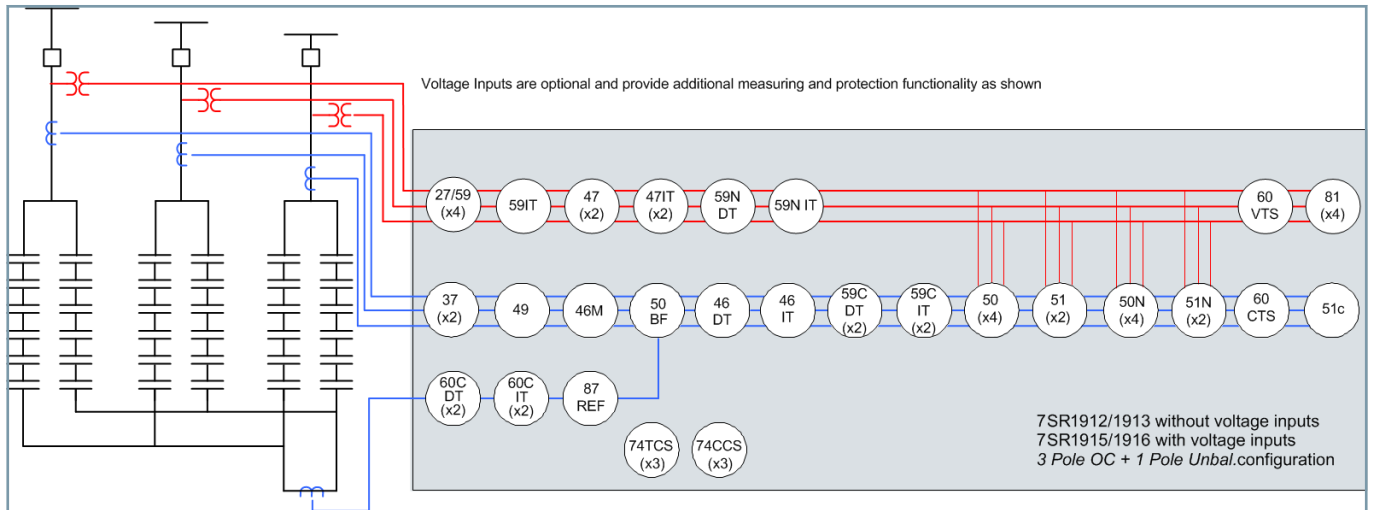 Voltage Inputs are optional and provide additional measuring and protection functionality as shown
27/59
(x4)
59IT
47
(x2)
47IT
(x2)
59N
DT
59N IT
60
VTS
81
(x4)
37
(x2)
49
46M
50
BF
46
DT
46
IT
59C
DT
(x2)
59C
IT
(x2)
50
(x4)
51
(x2)
50N
(x4)
51N
(x2)
60
CTS
51c
60C
DT
(x2)
60C
IT
(x2)
87
REF
74TCS
(x3)
74CCS
(x3)
7SR1912/1913 without voltage inputs
7SR1915/1916 with voltage inputs
3 Pole OC + 1 Pole Unbal.configuration